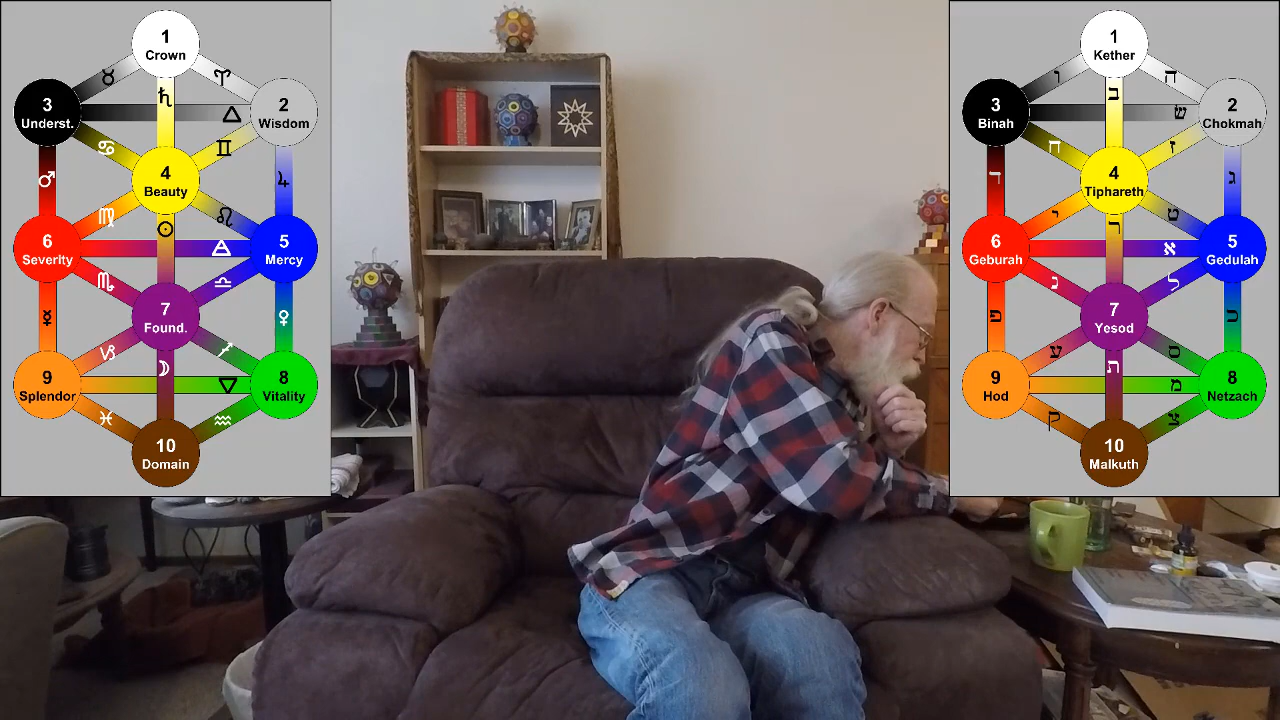 1
Crown
♉ ♈
♄
3
Underst.
△
2
Wisdom
♋ ♊
4
Beauty
♂ ♃
♍ ♌
☉
6
Severity
🜁
5
Mercy
♏ ♎
7
Found.
☿ ♀
♑ ♐
☽
9
Splendor
▽
8
Vitality
♓ ♒
10
Domain
1
Kether
ו ה
ב
3
Binah
ש
2
Chokmah
ח ז
4
Tiphareth
ד ג
י ט
ר
6
Geburah
א
5
Gedulah
נ ל
7
Yesod
פ כ
ע ס
ת
9
Hod
מ
8
Netzach
ק צ
10
Malkuth